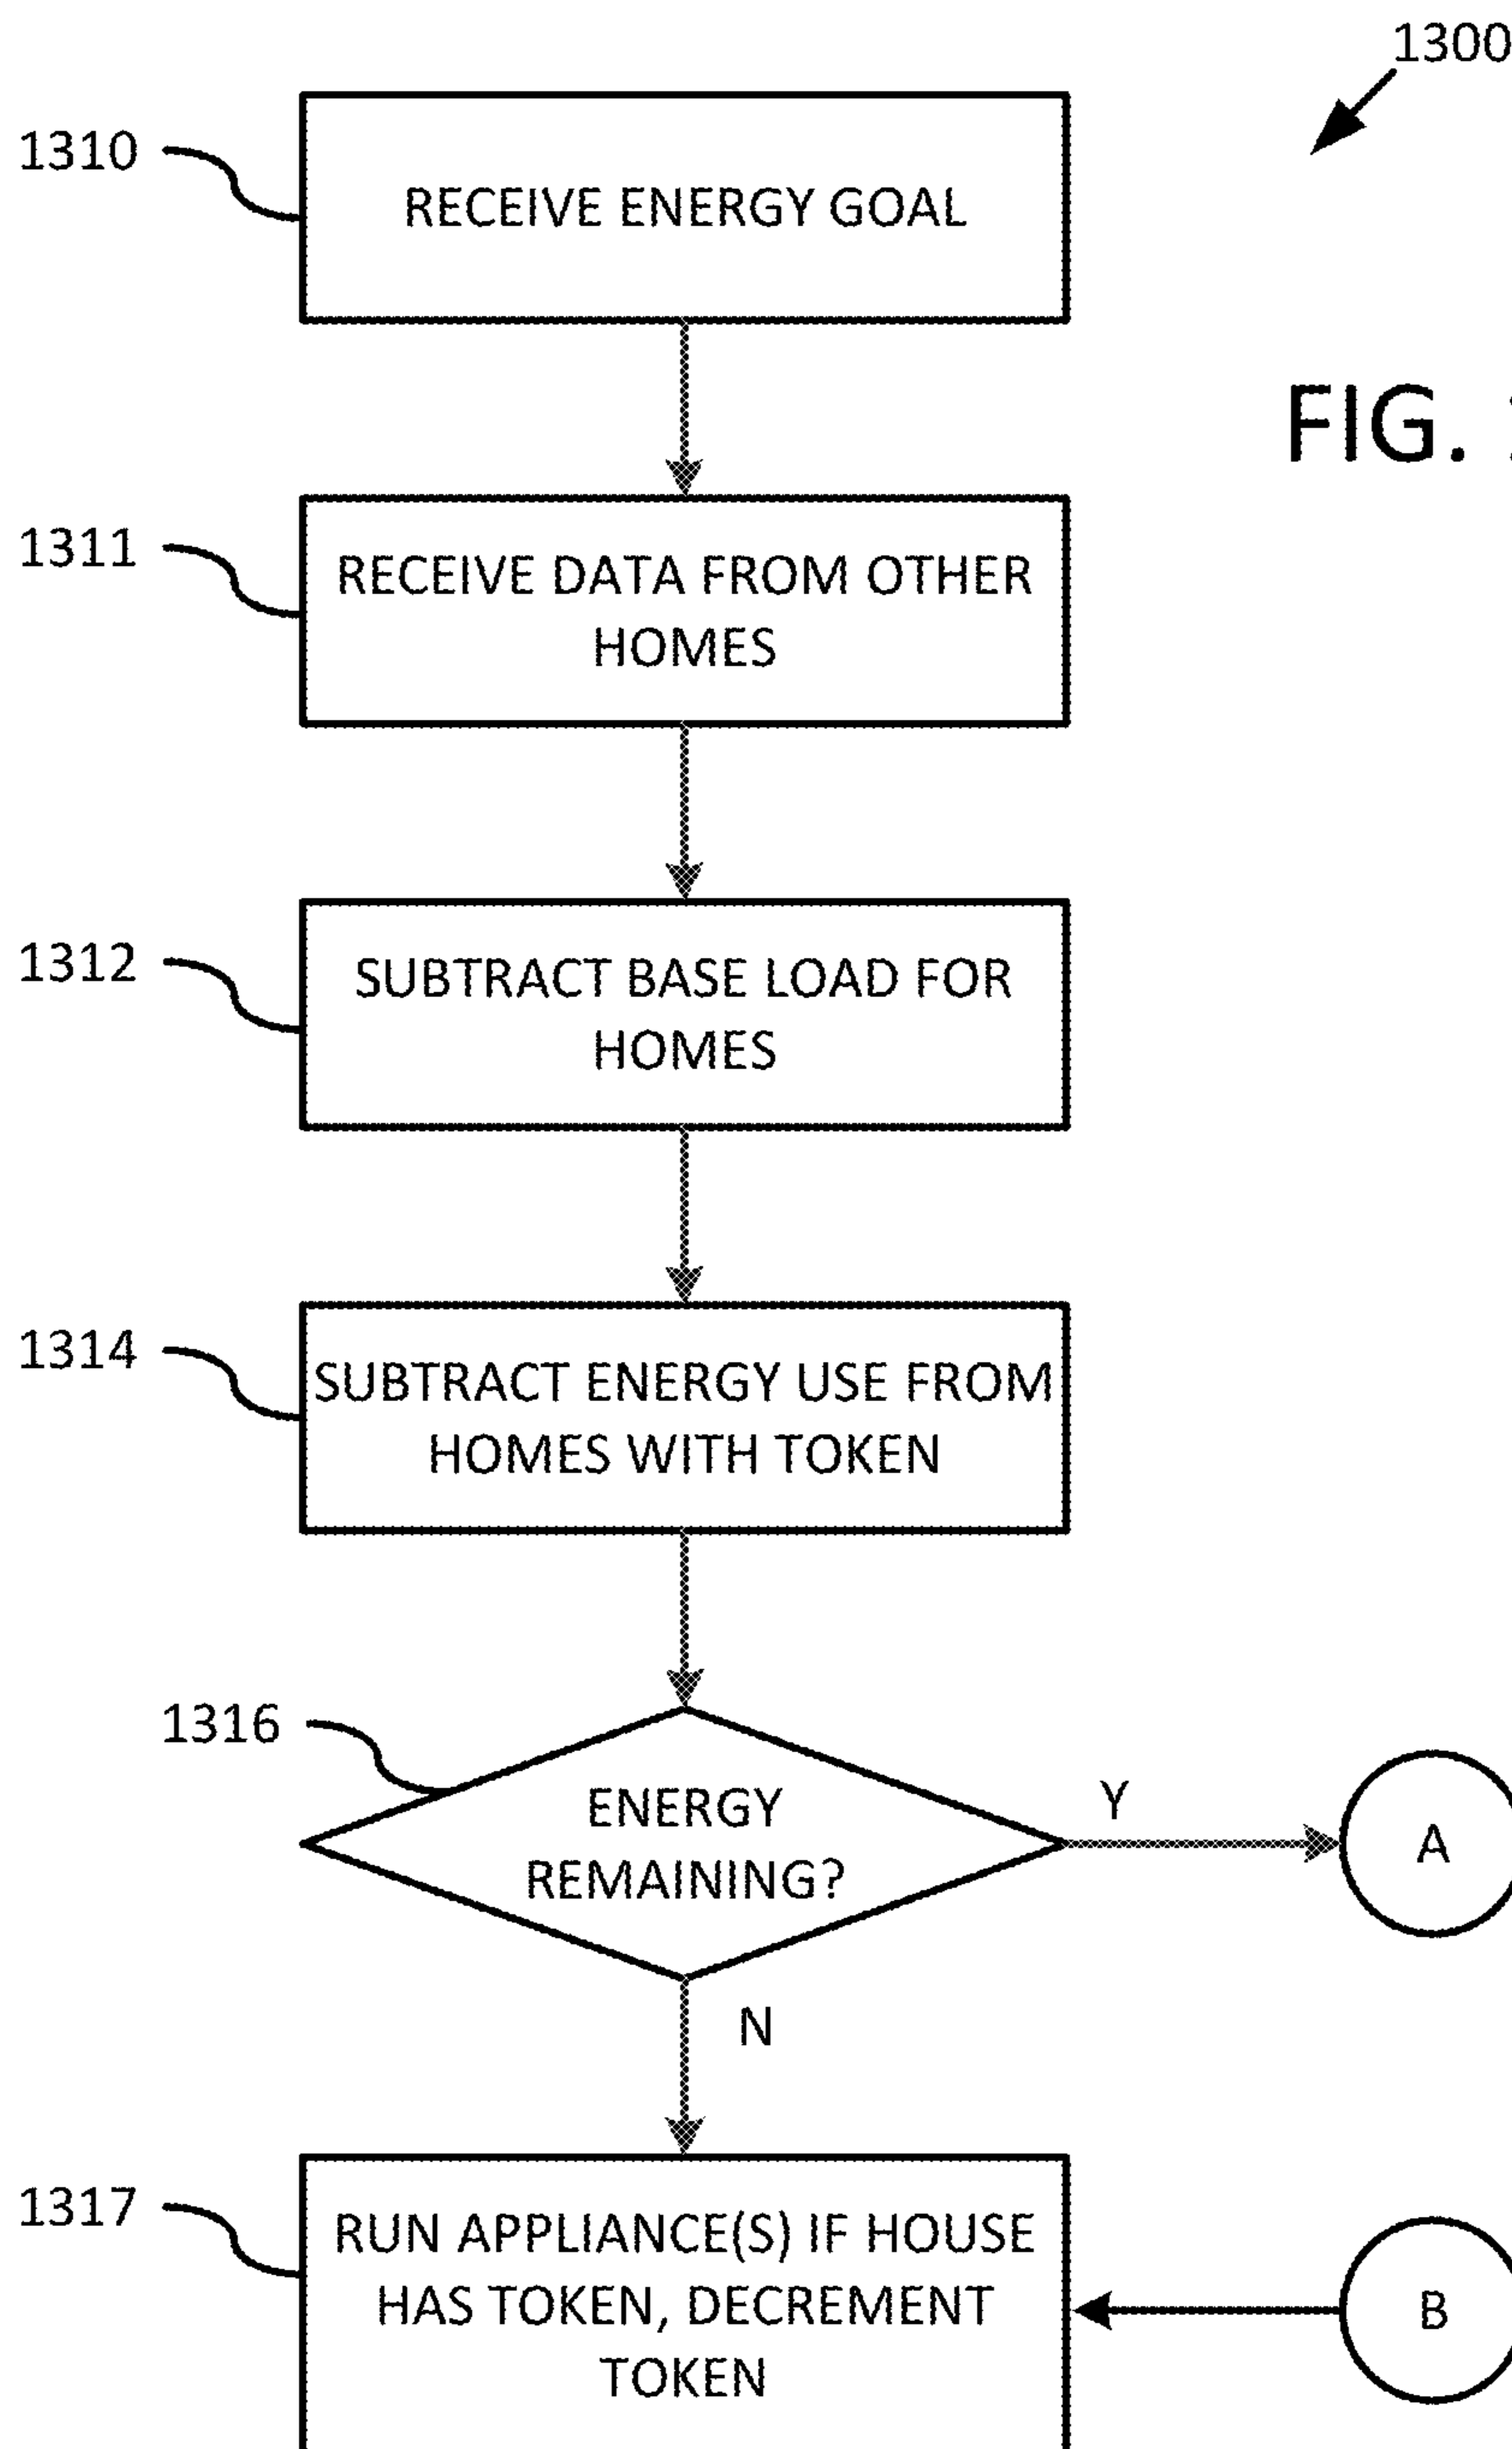 1300
1310
RECEIVE ENERGY GOAL
FIG.
1311
RECEIVE DATA FROM OTHER
HOMES
1312
SUBTRACT BASE LOAD FOR
HOMES
1314
SUBTRACT ENERGY USE FROM
HOMES WITH TOKEN
1316
ENERGY
REMAINING?
Y
A
N
1317
RUN APPLIANCE(S) IF HOUSE
HAS TOKEN, DECREMENT
TOKEN
B